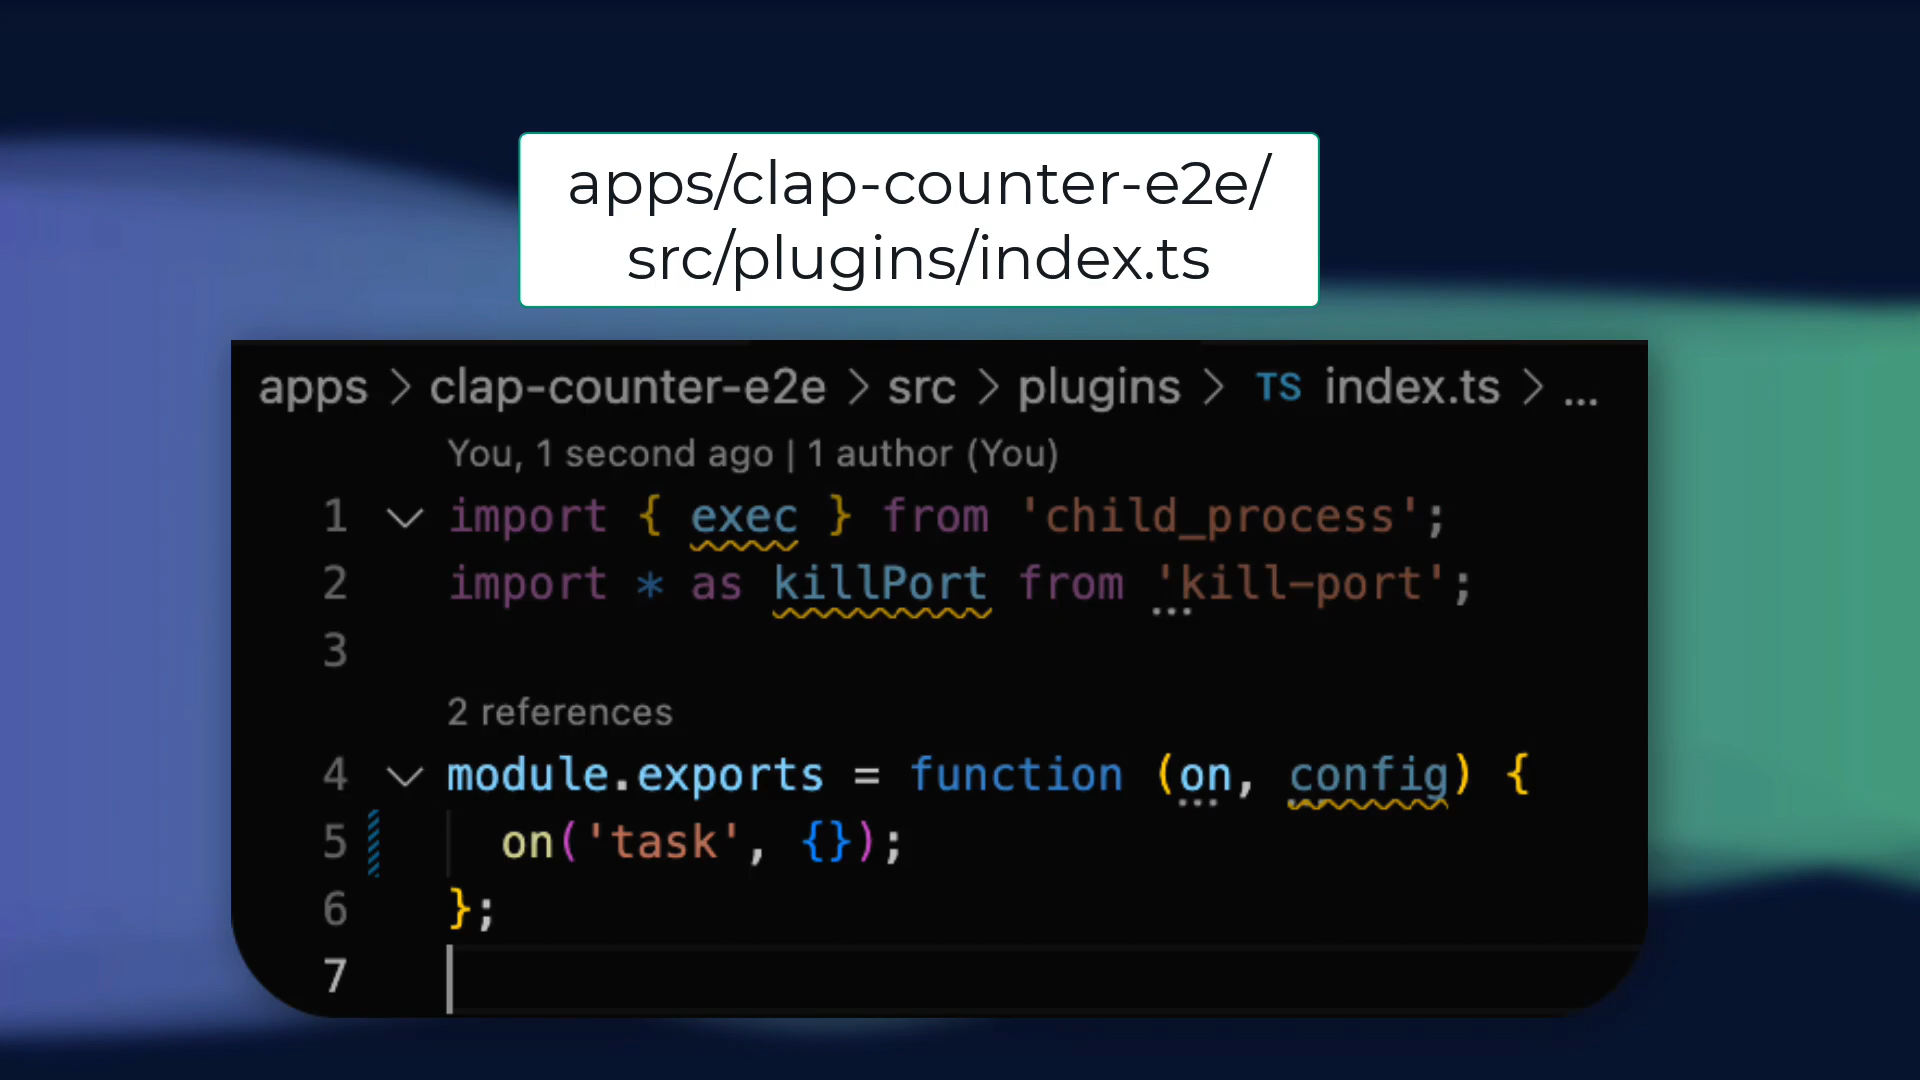 apps/clap-counter-e2e/
src/plugins/index.ts
apps > clap-counter-e2e > src > plugins > TS index.ts > ...
You, 1 second ago | 1 author (You)
1 import { exec } from 'child_process';
2 import * as killPort from 'kill-port';
3
2 references
4 module.exports = function (on, config) {
5 on('task', {});
6 };
7